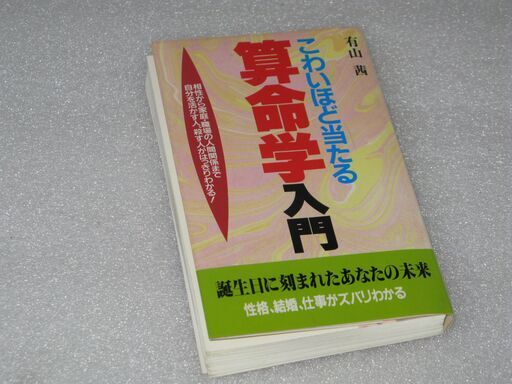 有山 茜
こわいほど当たる
算命学入門
相性から家庭・職場の人間関係まで
自分を活かす人、殺す人がはっきりわかる!
誕生日に刻まれたあなたの未来
性格、結婚、仕事がズバリわかる